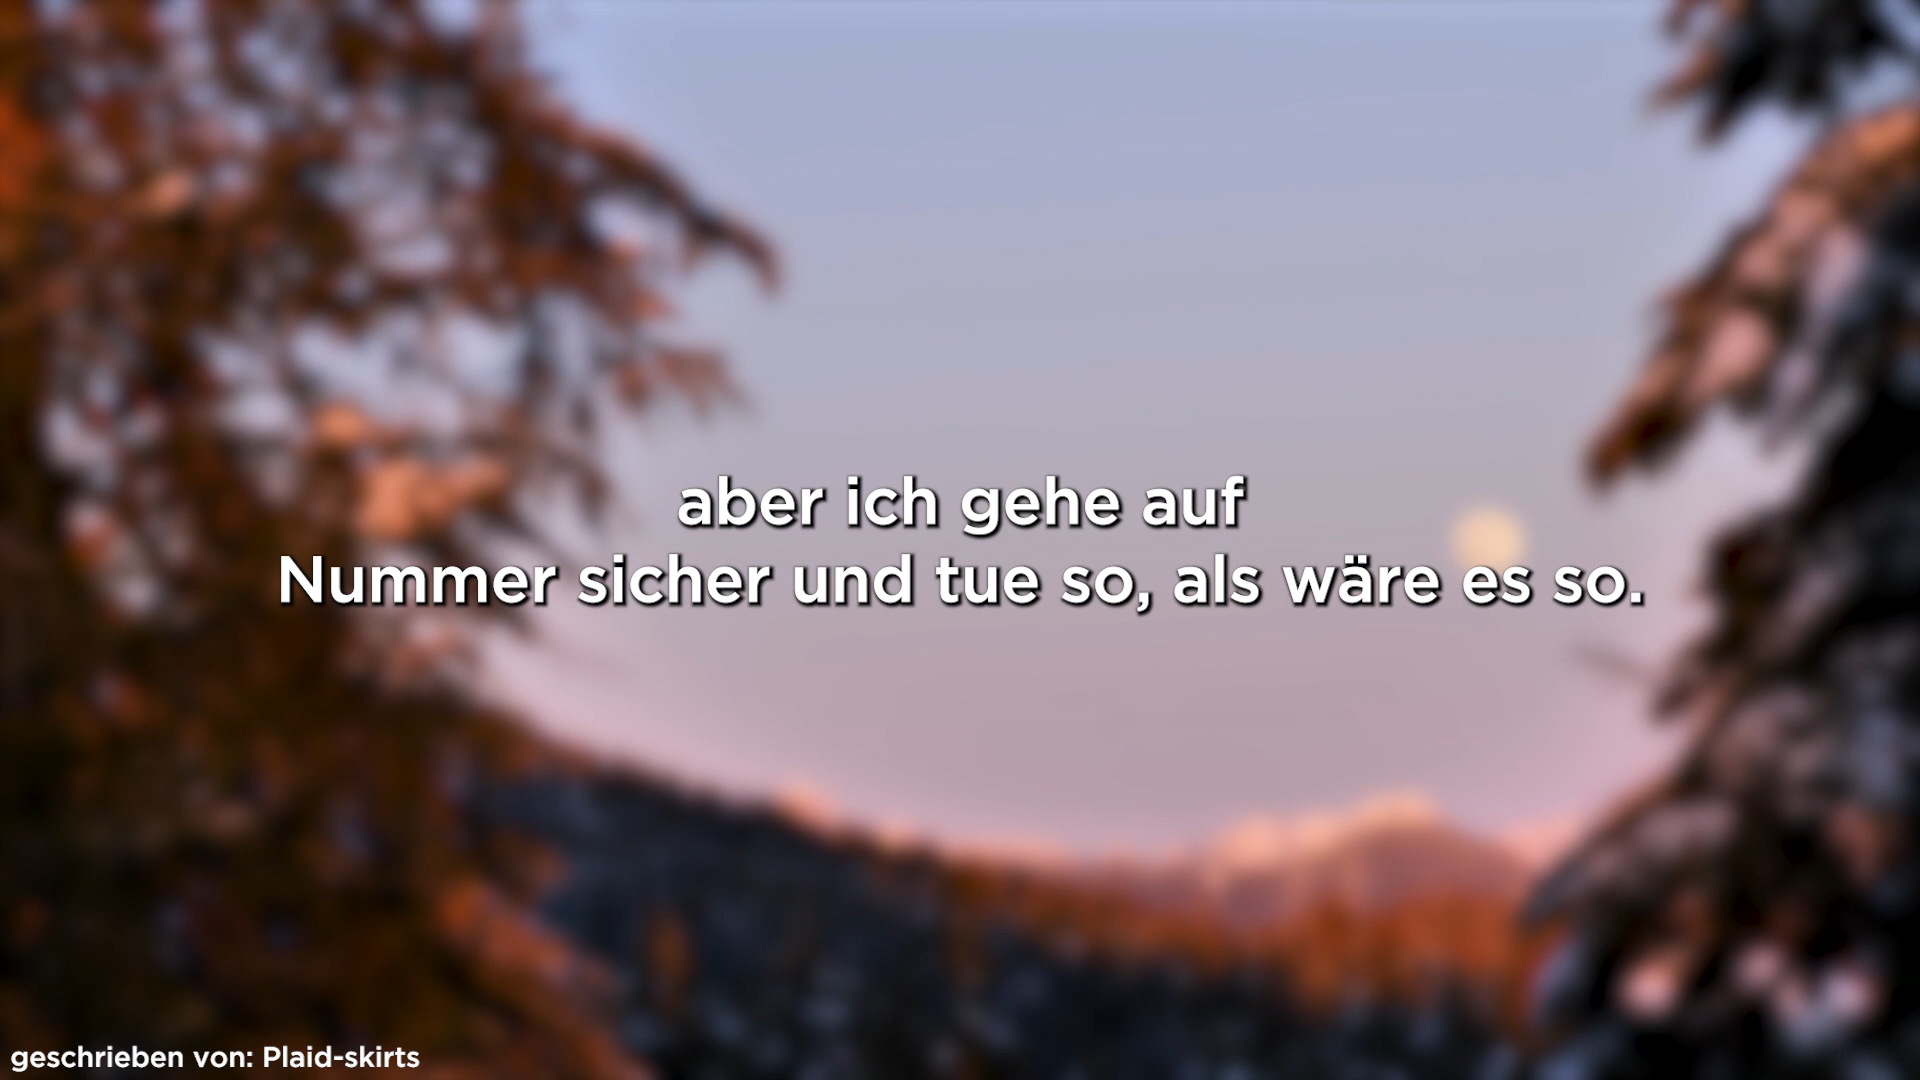 aber ich gehe auf
Nummer sicher und tue so, als wäre es so.
geschrieben von: Plaid-skirts